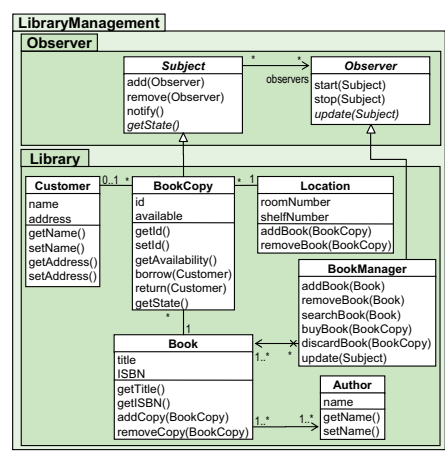 LibraryManagement
Observer
Subject
add(Observer)
remove(Observer)
notify()
getState()
* *
observers
Observer
start(Subject)
stop(Subject)
update(Subject)
Library
Customer
name
address
getName()
setName()
getAddress()
setAddress()
0..1 *
BookCopy
id
available
getId()
setId()
getAvailability()
borrow(Customer)
return(Customer)
getState()
* 1
Location
roomNumber
shelfNumber
addBook(BookCopy)
removeBook(BookCopy)
BookManager
addBook(Book)
removeBook(Book)
searchBook(Book)
buyBook(BookCopy)
discardBook(BookCopy)
update(Subject)
*
1
Book
title
ISBN
getTitle()
getISBN()
addCopy(BookCopy)
removeCopy(BookCopy)
1..* *
1..* 1..*
Author
name
getName()
setName()